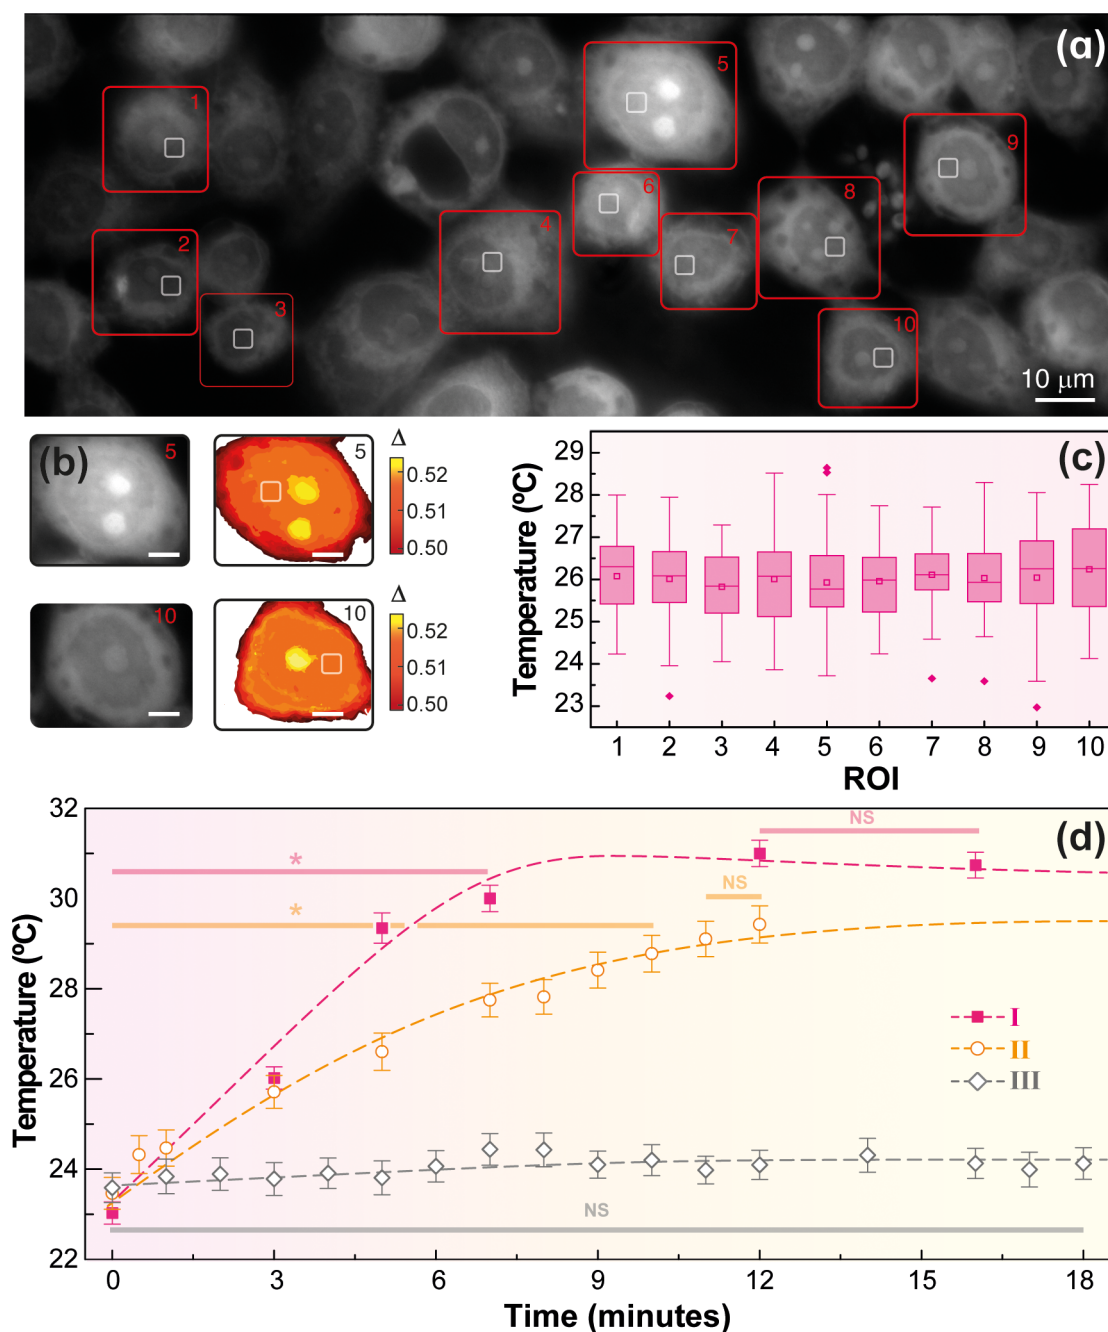 (a)
1
2
3
4
5
6
7
8
9
10
10 μm
(b)
5
5
Δ
0.52
0.51
0.50
10
10
Δ
0.52
0.51
0.50
(c)
Temperature (ºC)
29
28
27
26
25
24
23
1 2 3 4 5 6 7 8 9 10
ROI
(d)
Temperature (ºC)
32
30
28
26
24
22
*
*
NS
NS
NS
I
II
III
0 3 6 9 12 15 18
Time (minutes)